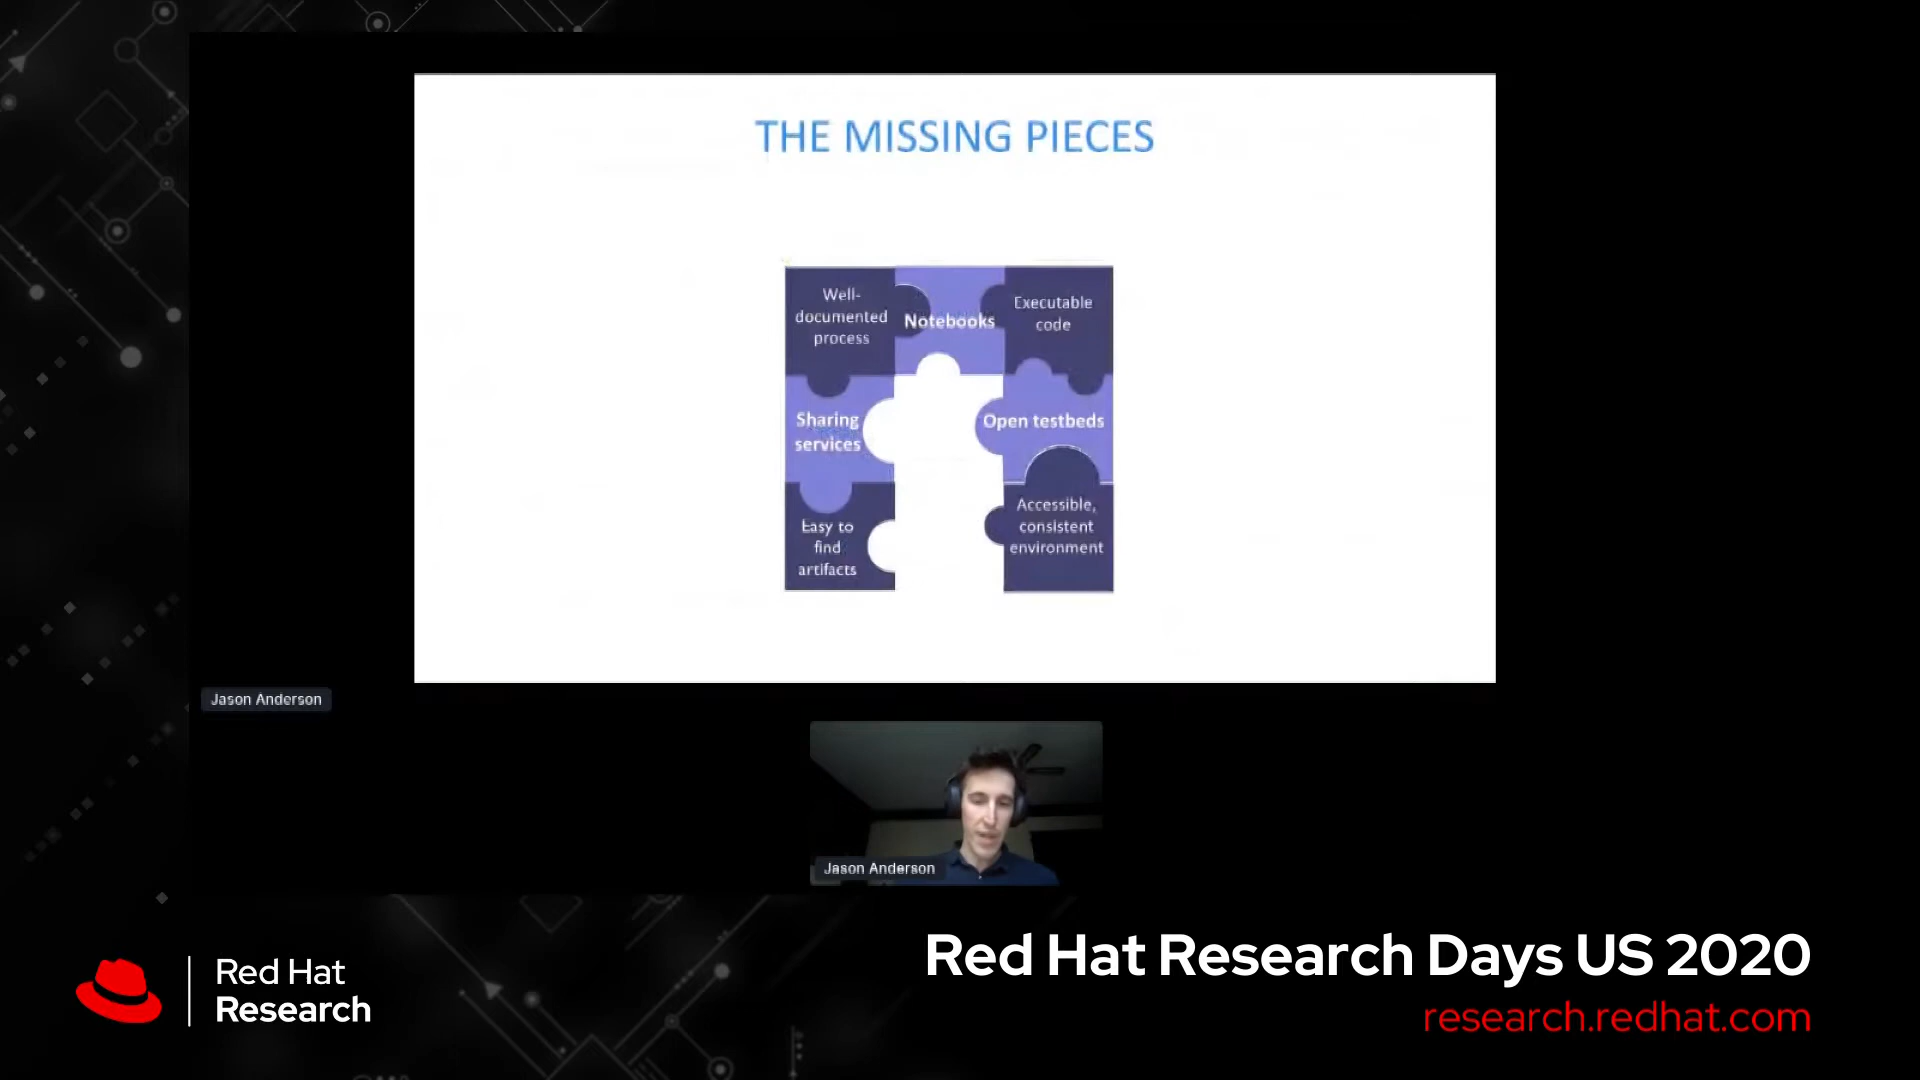 THE MISSING PIECES
Well-
documented
process
Notebooks
Executable
code
Sharing
services
Open testbeds
Easy to
find
artifacts
Accessible,
consistent
environment
Jason Anderson
Jason Anderson
Red Hat
Research
Red Hat Research Days US 2020
research.redhat.com